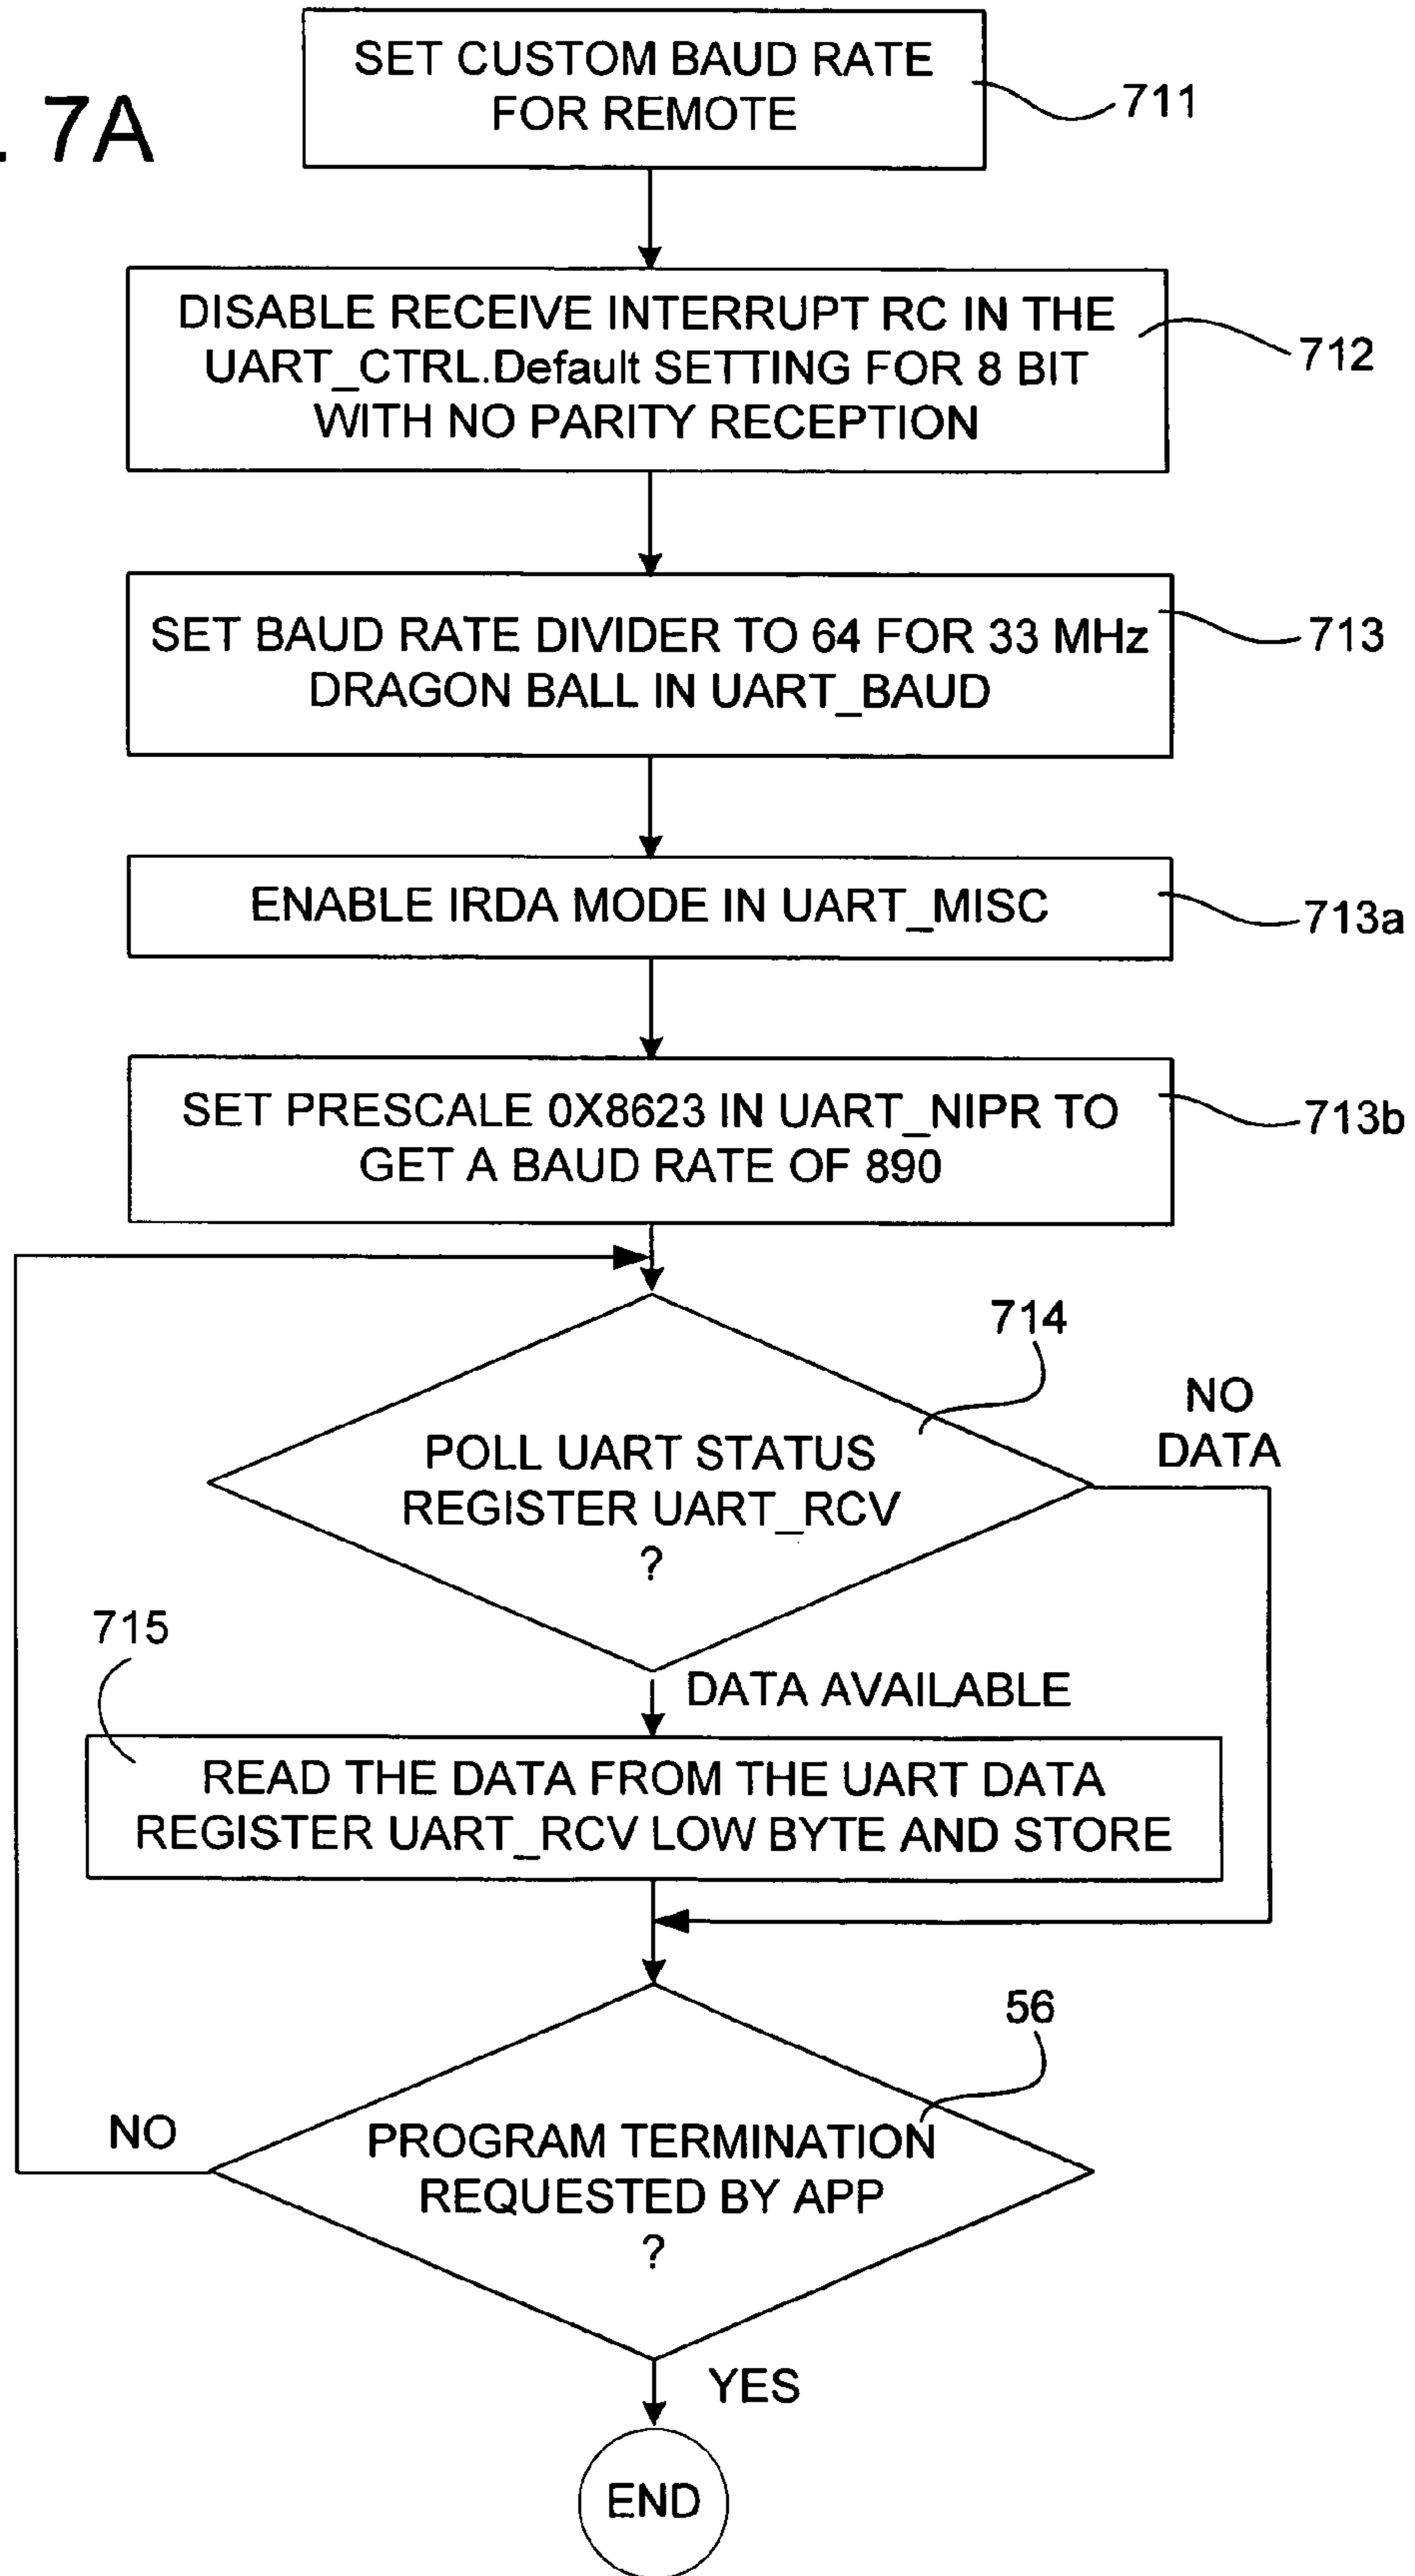 . 7A
SET CUSTOM BAUD RATE
FOR REMOTE
711
DISABLE RECEIVE INTERRUPT RC IN THE
UART_CTRL.Default SETTING FOR 8 BIT
WITH NO PARITY RECEPTION
712
SET BAUD RATE DIVIDER TO 64 FOR 33 MHz
DRAGON BALL IN UART_BAUD
713
ENABLE IRDA MODE IN UART_MISC
713a
SET PRESCALE 0X8623 IN UART_NIPR TO
GET A BAUD RATE OF 890
713b
714
NO
DATA
POLL UART STATUS
REGISTER UART_RCV
?
715
DATA AVAILABLE
READ THE DATA FROM THE UART DATA
REGISTER UART_RCV LOW BYTE AND STORE
56
NO
PROGRAM TERMINATION
REQUESTED BY APP
?
YES
END